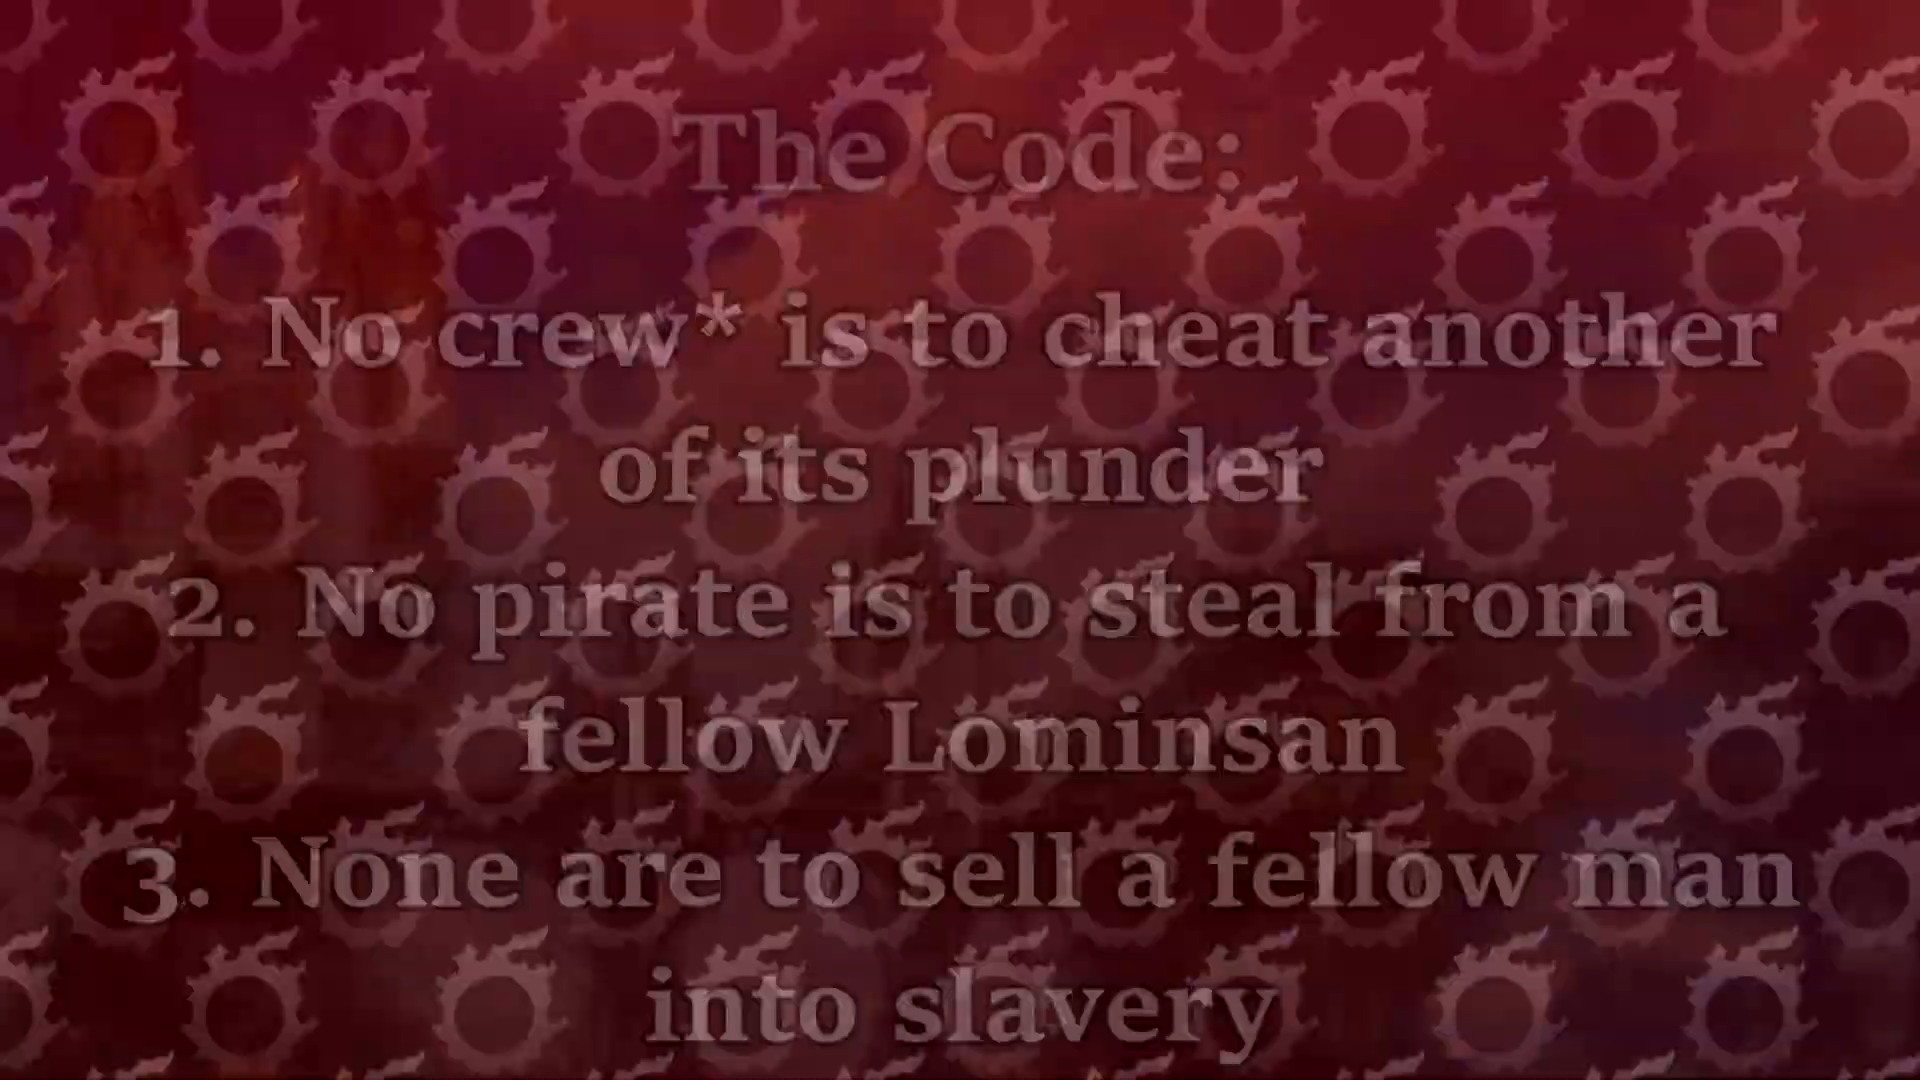 The Code:
1. No crew* is to cheat another
of its plunder
2. No pirate is to steal from a
fellow Lominsan
3. None are to sell a fellow man
into slavery